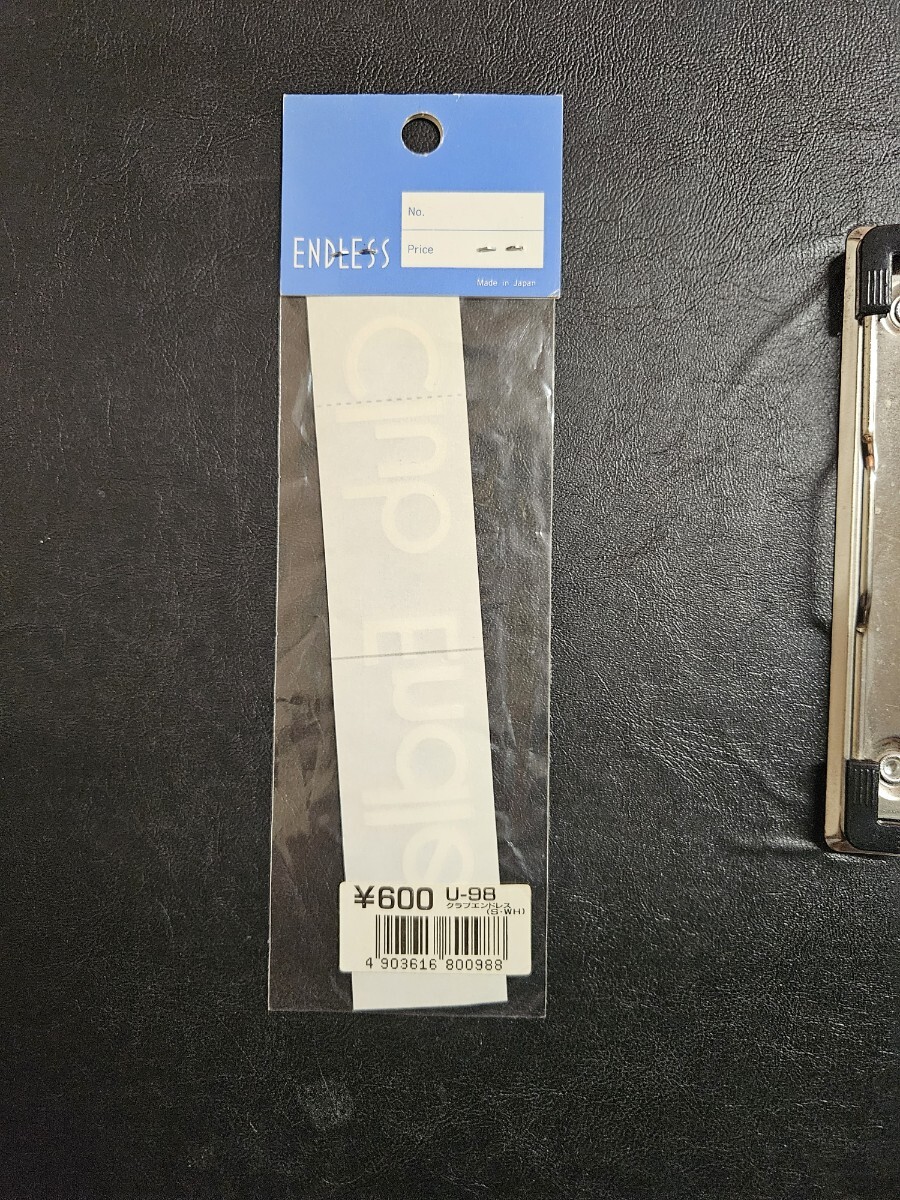 No.
ENDLESS
Price
Made in Japan
Club Endle
¥600 U-98
クラブエンドレス
(S・WH)
4 903616 800988